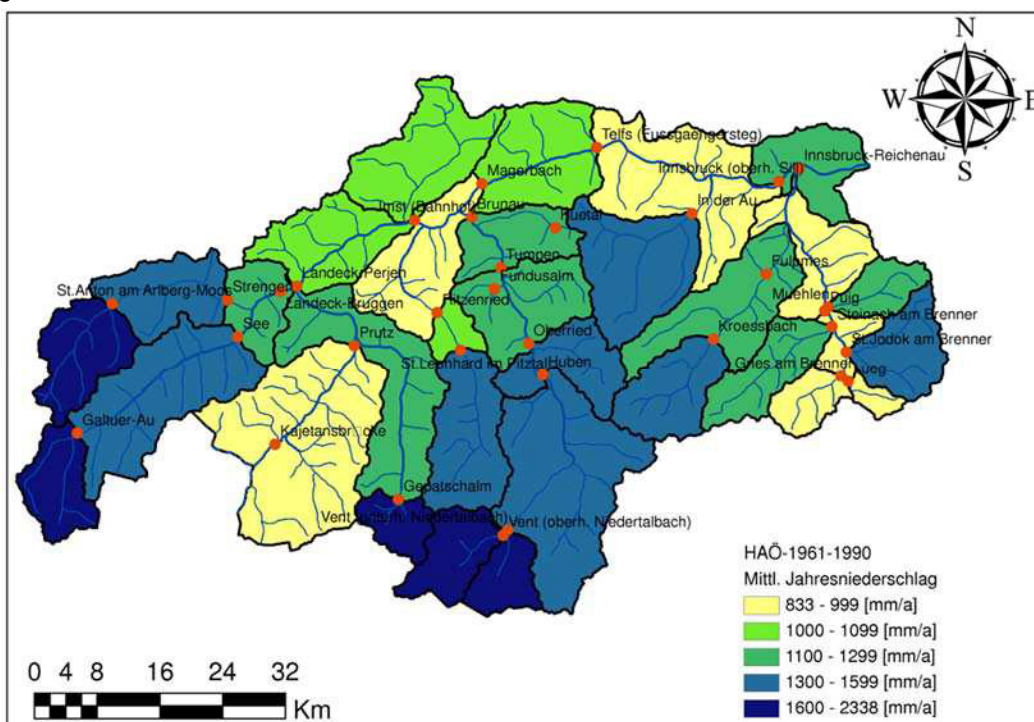 g
N
W
E
S
Telfs (Fussgaengersteg)
Innsbruck (oberh. Sill)
Innsbruck-Reichenau
Magerbach
Imst (Bahnhof)
Brunau
In der Au
Tumpen
Fundusalm
Fulpmes
Landeck-Perjen
St.Anton am Arlberg-Moos
Strengen
Landeck-Bruggen
Ritzenried
Puig
Steinach am Brenner
See
Prutz
Oberried
Kroessbach
St.Jodok am Brenner
St.Leonhard im Pitztal
Huben
Gries am Brenner
Galtuer-Au
Gepatschalm
Niedertalbach)
Vent (oberh. Niedertalbach)
HAÖ-1961-1990
Mittl. Jahresniederschlag
833 - 999 [mm/a]
1000 - 1099 [mm/a]
1100 - 1299 [mm/a]
1300 - 1599 [mm/a]
1600 - 2338 [mm/a]
0 4 8 16 24 32
Km